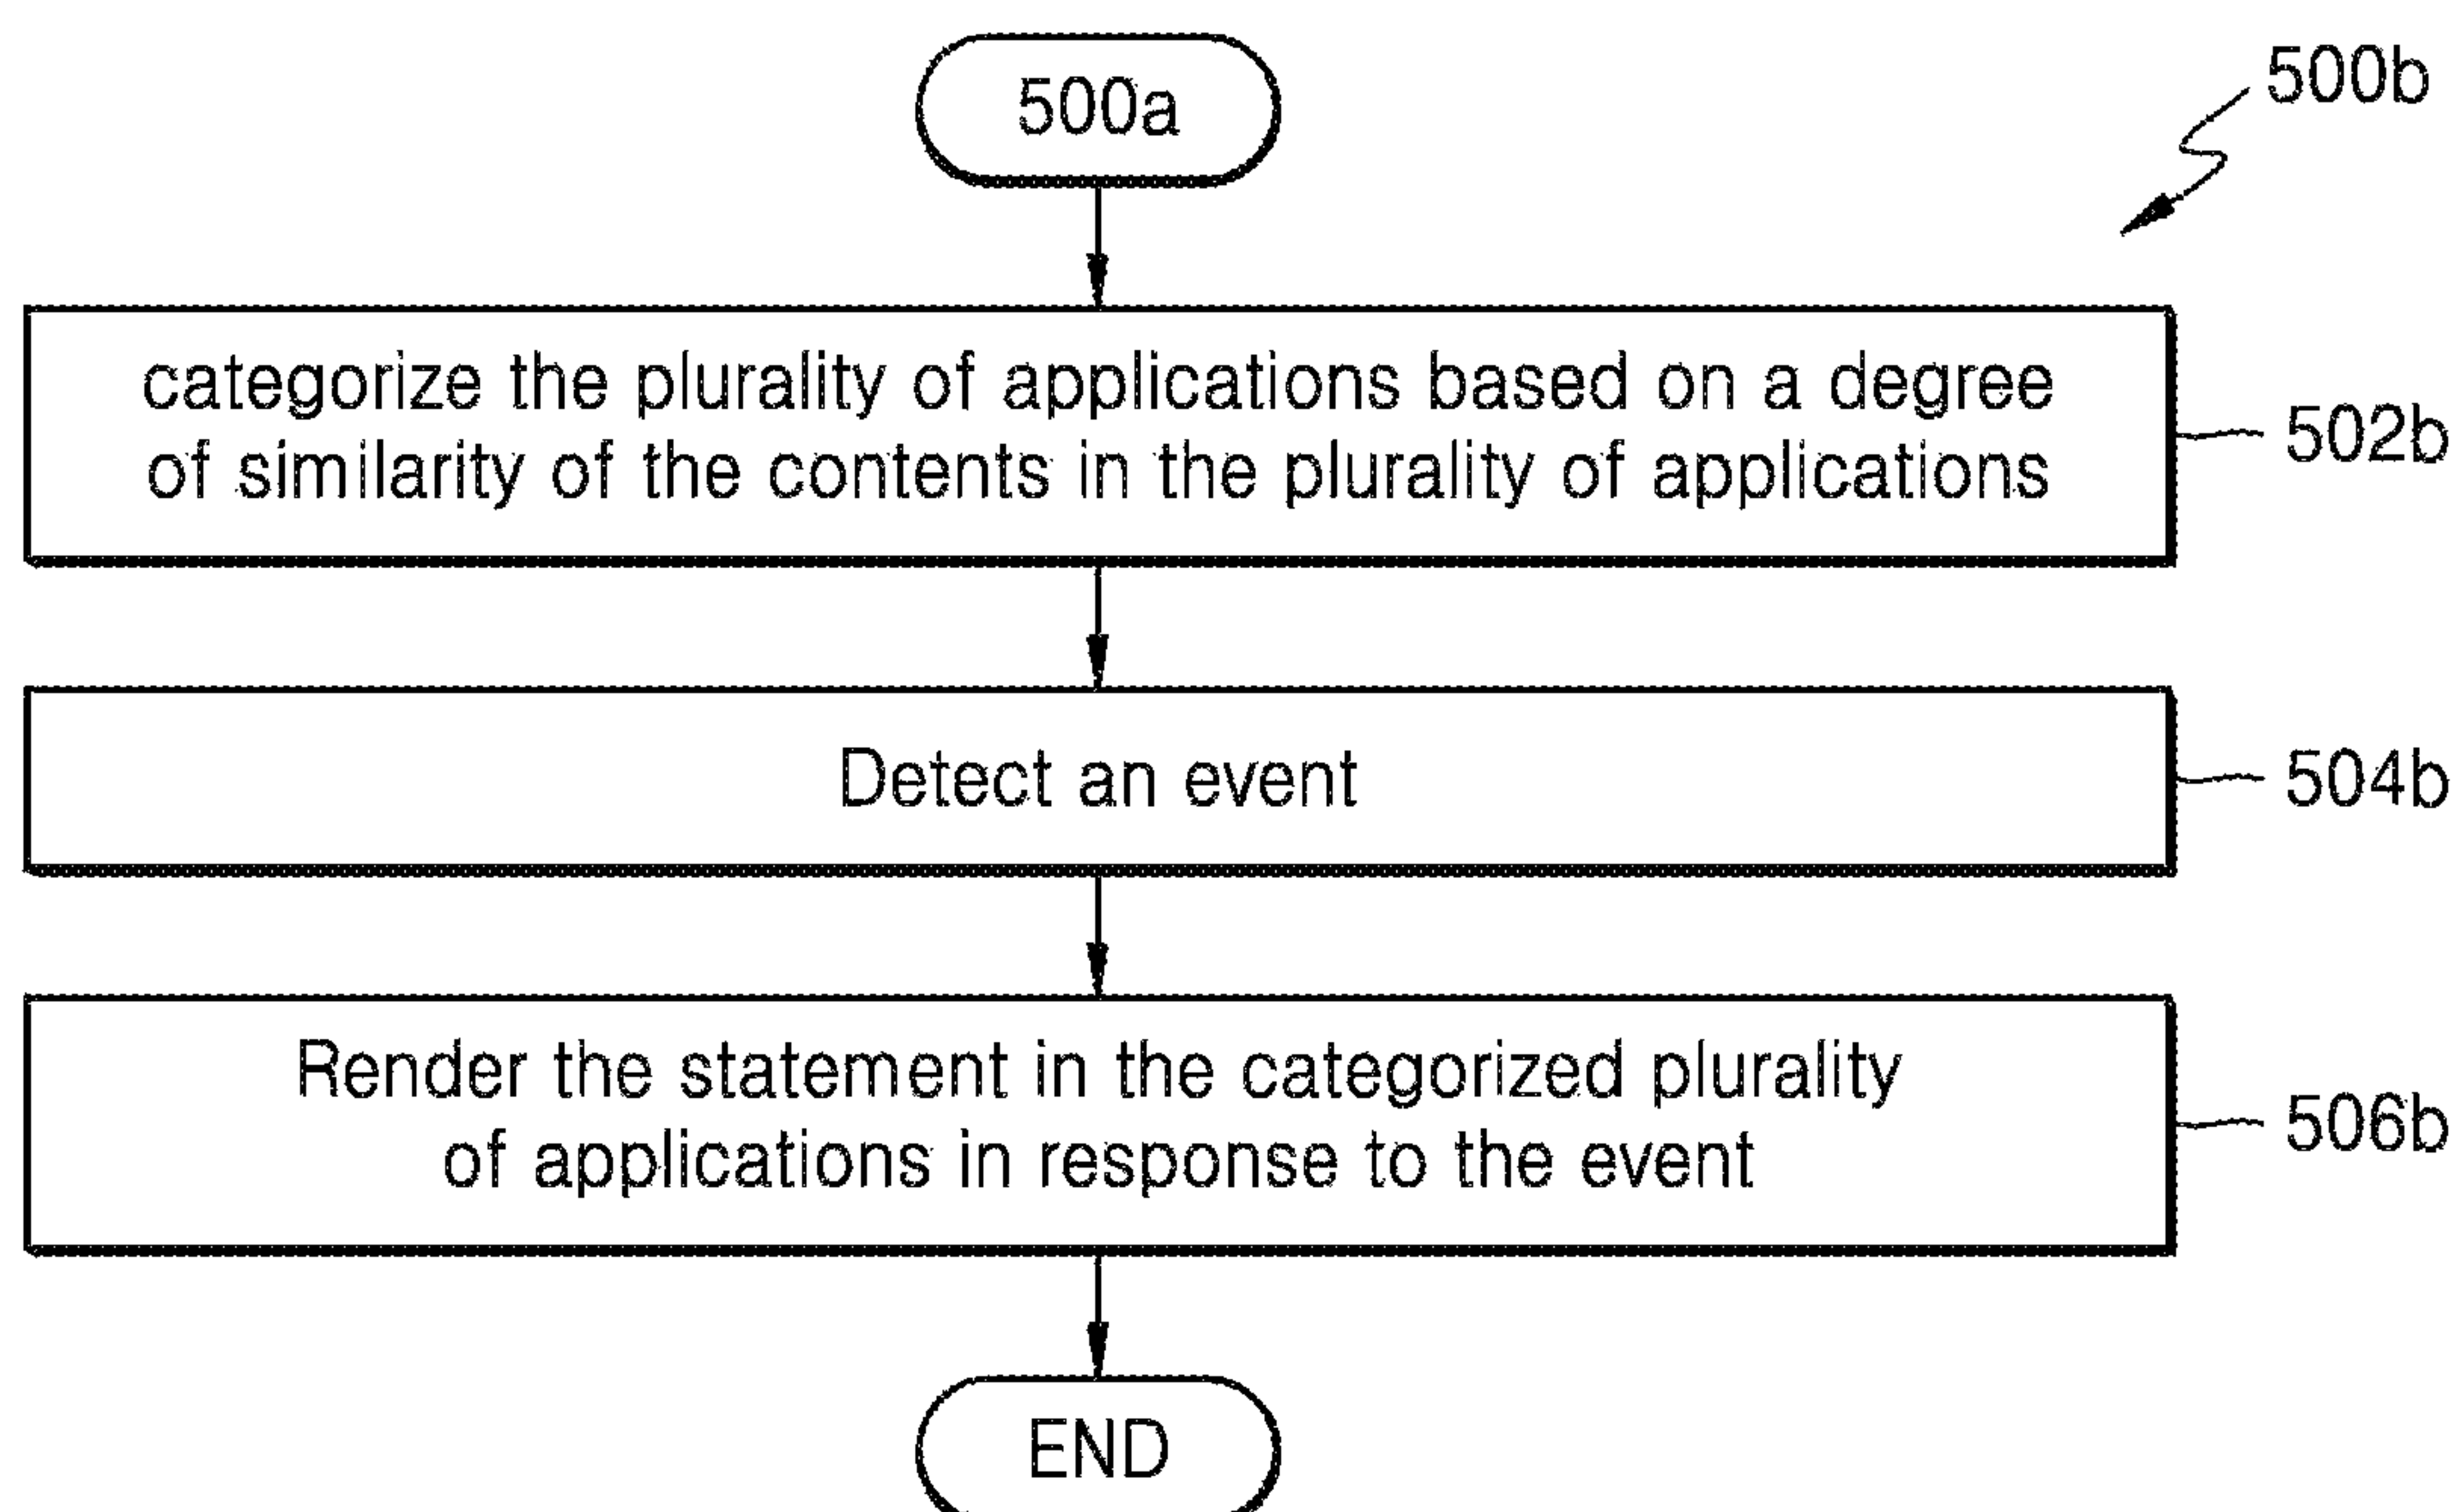 500a
500b
categorize the plurality of applications based on a degree
of similarity of the contents in the plurality of applications
502b
Detect an event
504b
Render the statement in the categorized plurality
of applications in response to the event
506b
END